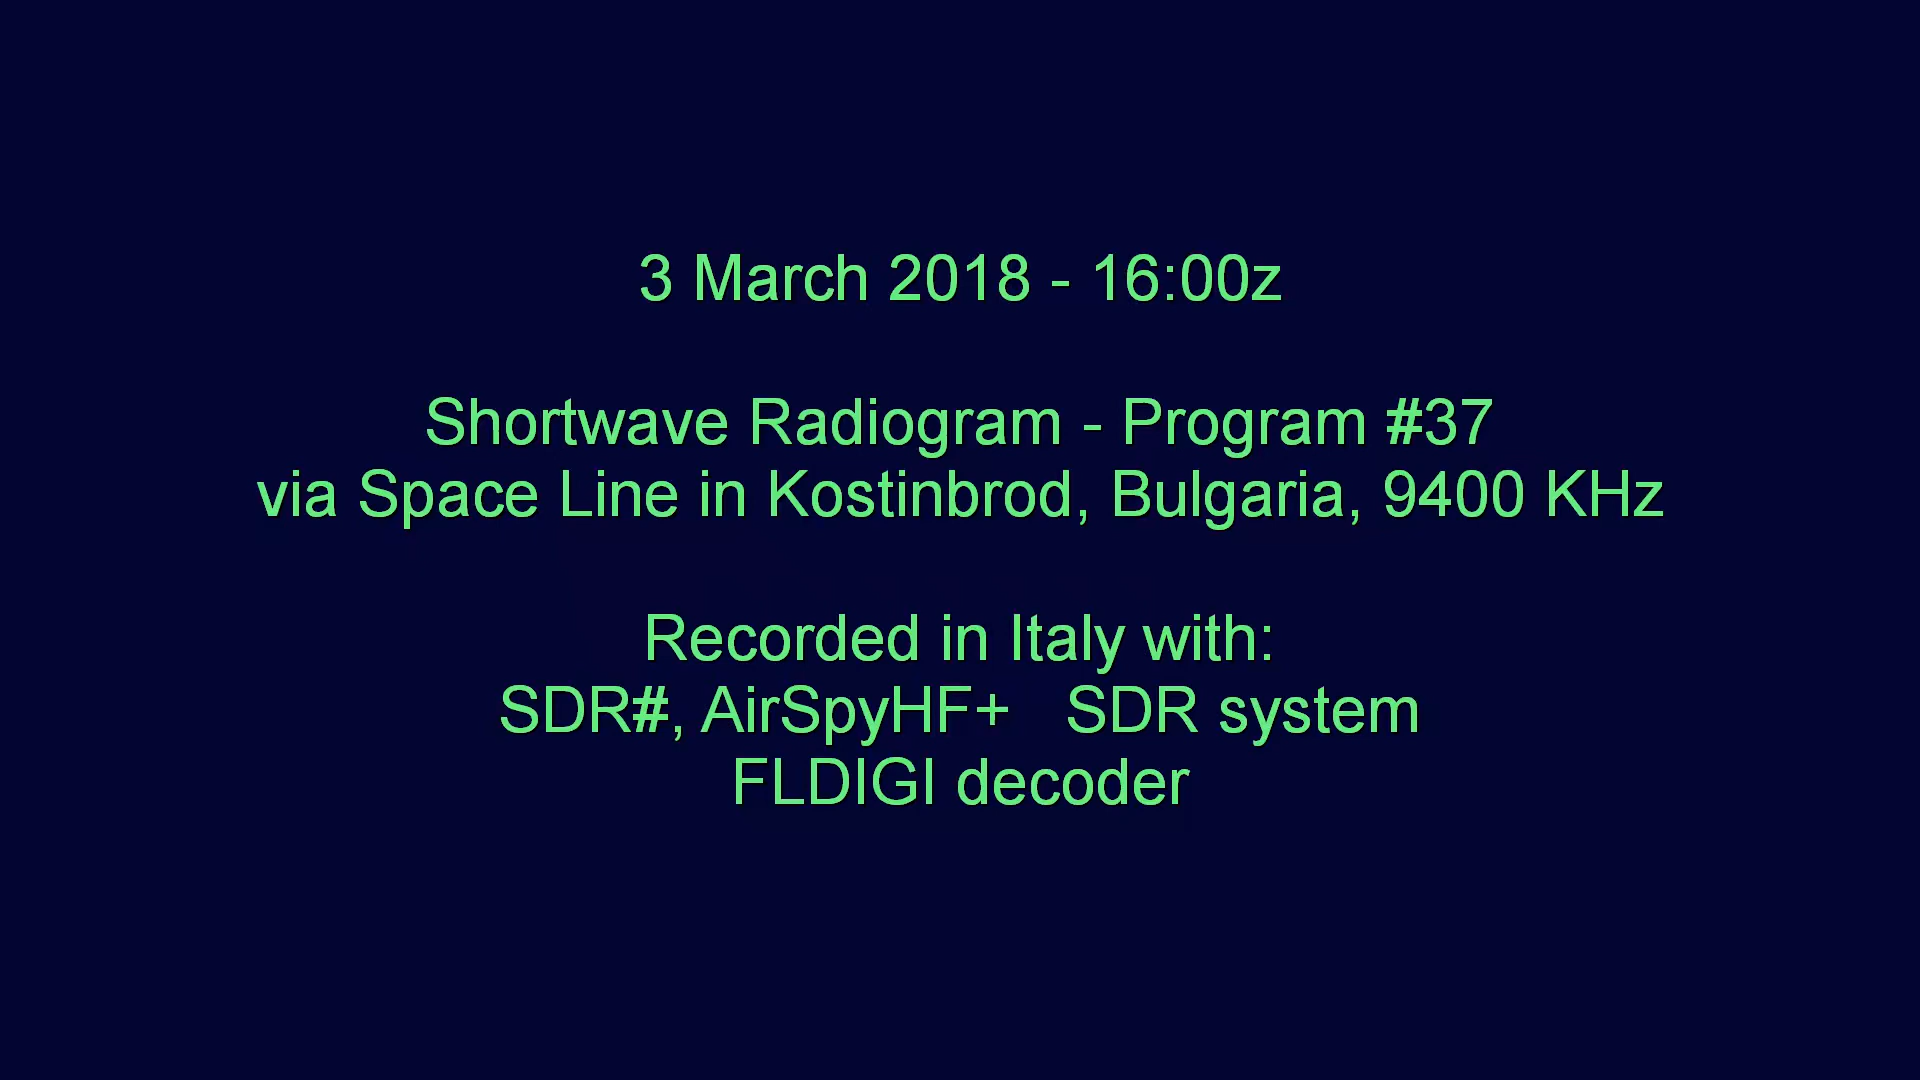 3 March 2018 - 16:00z
Shortwave Radiogram - Program #37
via Space Line in Kostinbrod, Bulgaria, 9400 KHz
Recorded in Italy with:
SDR#, AirSpyHF+   SDR system
FLDIGI decoder